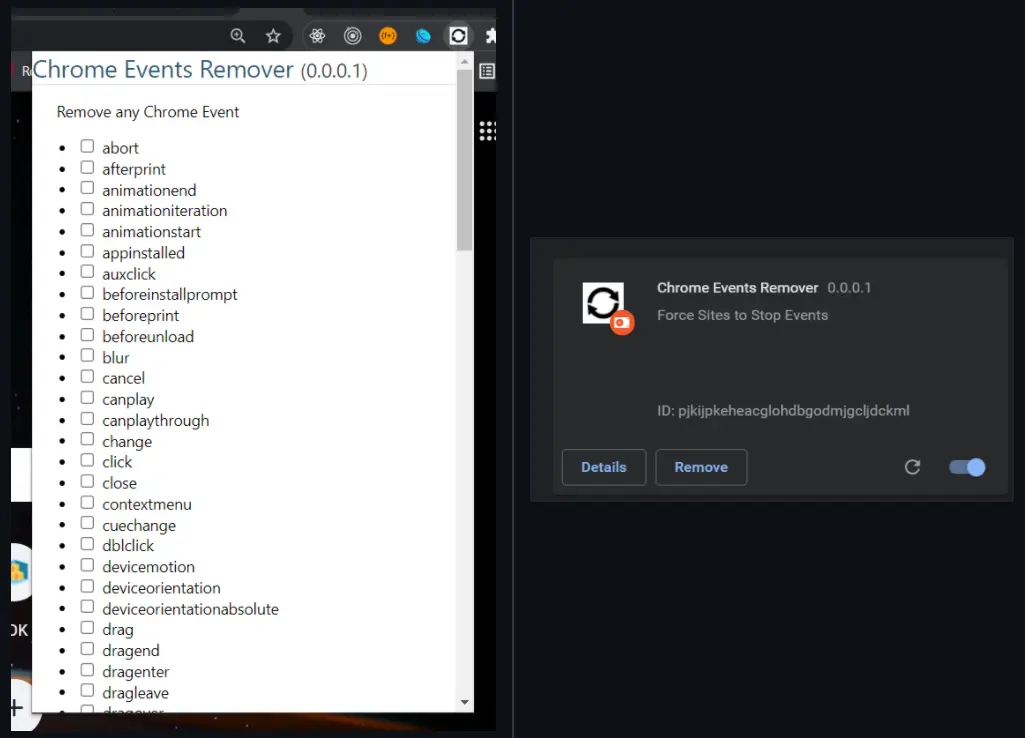 Chrome Events Remover (0.0.0.1)
Remove any Chrome Event
abort
afterprint
animationend
animationiteration
animationstart
appinstalled
auxclick
beforeinstallprompt
beforeprint
beforeunload
blur
cancel
canplay
canplaythrough
change
click
close
contextmenu
cuechange
dblclick
devicemotion
deviceorientation
deviceorientationabsolute
drag
dragend
dragenter
dragleave
dragover
OK
Chrome Events Remover 0.0.0.1
Force Sites to Stop Events
ID: pjkijpkeheacglohdbgodmjgcljdckml
Details
Remove